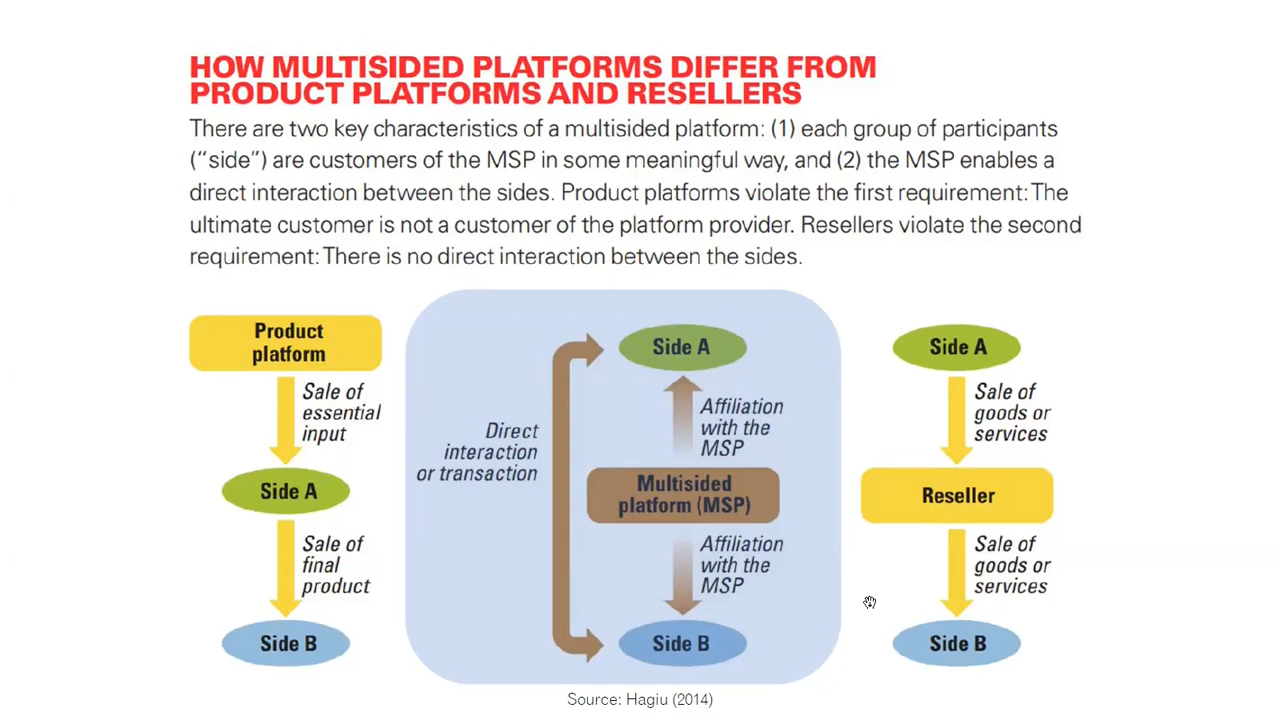 HOW MULTISIDED PLATFORMS DIFFER FROM
PRODUCT PLATFORMS AND RESELLERS
There are two key characteristics of a multisided platform: (1) each group of participants
(“side”) are customers of the MSP in some meaningful way, and (2) the MSP enables a
direct interaction between the sides. Product platforms violate the first requirement: The
ultimate customer is not a customer of the platform provider. Resellers violate the second
requirement: There is no direct interaction between the sides.
Product
platform
Sale of
essential
input
Side A
Sale of
final
product
Side B
Direct
interaction
or transaction
Side A
Affiliation
with the
MSP
Multisided
platform (MSP)
Affiliation
with the
MSP
Side B
Side A
Sale of
goods or
services
Reseller
Sale of
goods or
services
Side B
Source: Hagiu (2014)